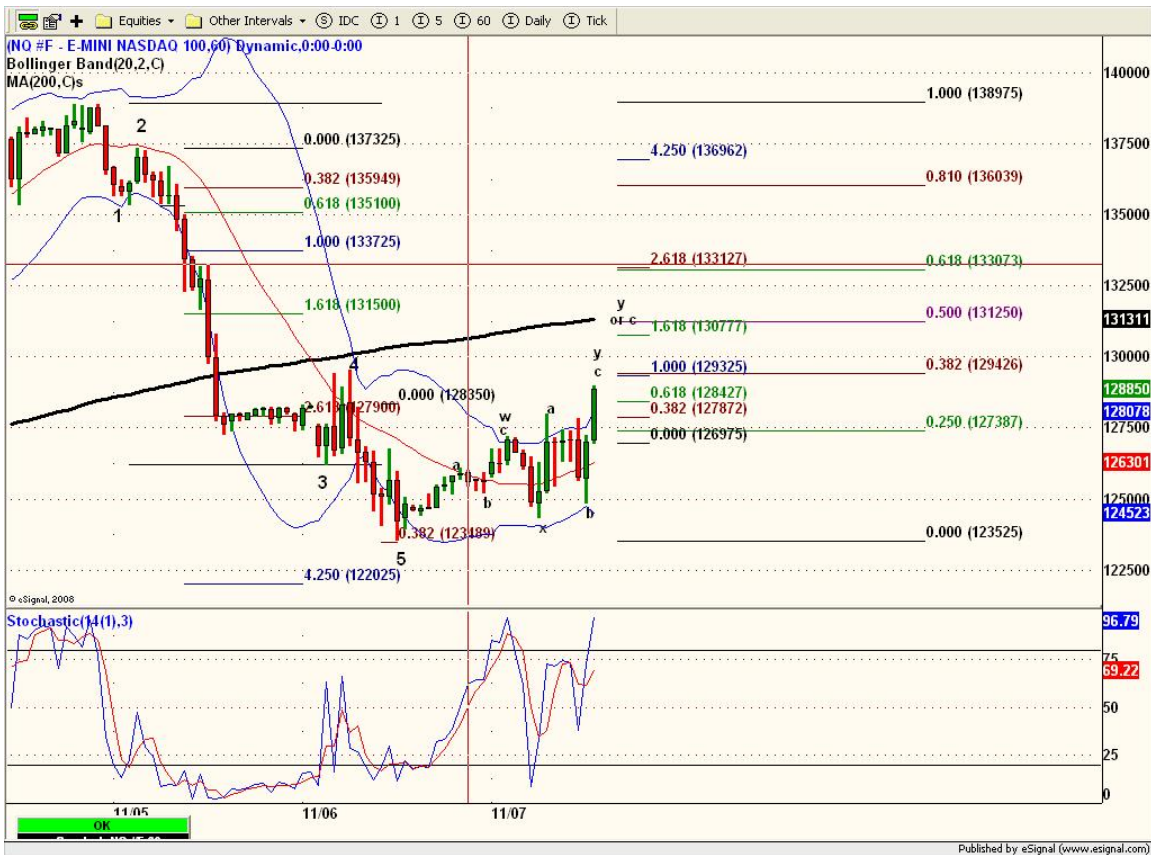 Equities Other Intervals IDC 1 5 60 Daily Tick
(NQ #F - E-MINI NASDAQ 100,60) Dynamic,0:00-0:00
Bollinger Band(20,2,C)
MA(200,C)s
140000
1.000 (138975)
2
0.000 (137325)
137500
4.250 (136962)
0.382 (135949)
0.810 (136039)
1
0.618 (135100)
135000
1.000 (133725)
2.618 (133127)
0.618 (133073)
132500
1.618 (131500)
y
or c
0.500 (131250)
131311
1.618 (130777)
130000
4
y
c
1.000 (129325)
0.382 (129426)
0.000 (128350)
0.618 (128427)
128850
2.618 (127900)
w
c
a
0.382 (127872)
128078
0.250 (127387)
127500
0.000 (126975)
3
a
126301
b
x
b
125000
124523
0.382 (123489)
0.000 (123525)
5
4.250 (122025)
122500
© eSignal, 2008
Stochastic(14(1),3)
96.79
75
69.22
50
25
0
11/05 11/06 11/07
OK
Published by eSignal (www.esignal.com)